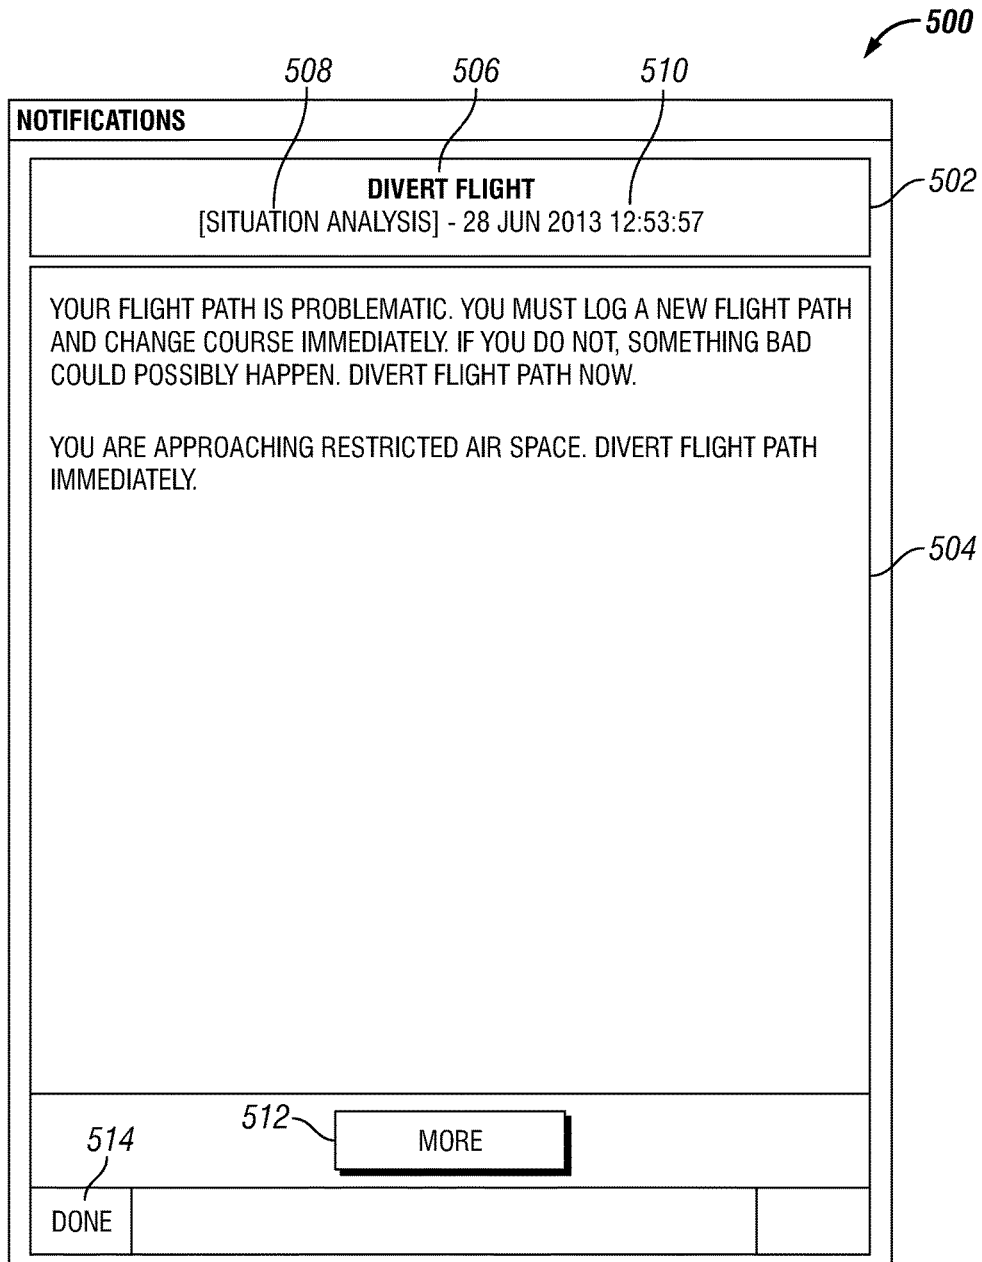 500
508 506 510
NOTIFICATIONS
DIVERT FLIGHT
502
[SITUATION ANALYSIS] - 28 JUN 2013 12:53:57
YOUR FLIGHT PATH IS PROBLEMATIC. YOU MUST LOG A NEW FLIGHT PATH
AND CHANGE COURSE IMMEDIATELY. IF YOU DO NOT, SOMETHING BAD
COULD POSSIBLY HAPPEN. DIVERT FLIGHT PATH NOW.
YOU ARE APPROACHING RESTRICTED AIR SPACE. DIVERT FLIGHT PATH
IMMEDIATELY.
504
512
MORE
514
DONE